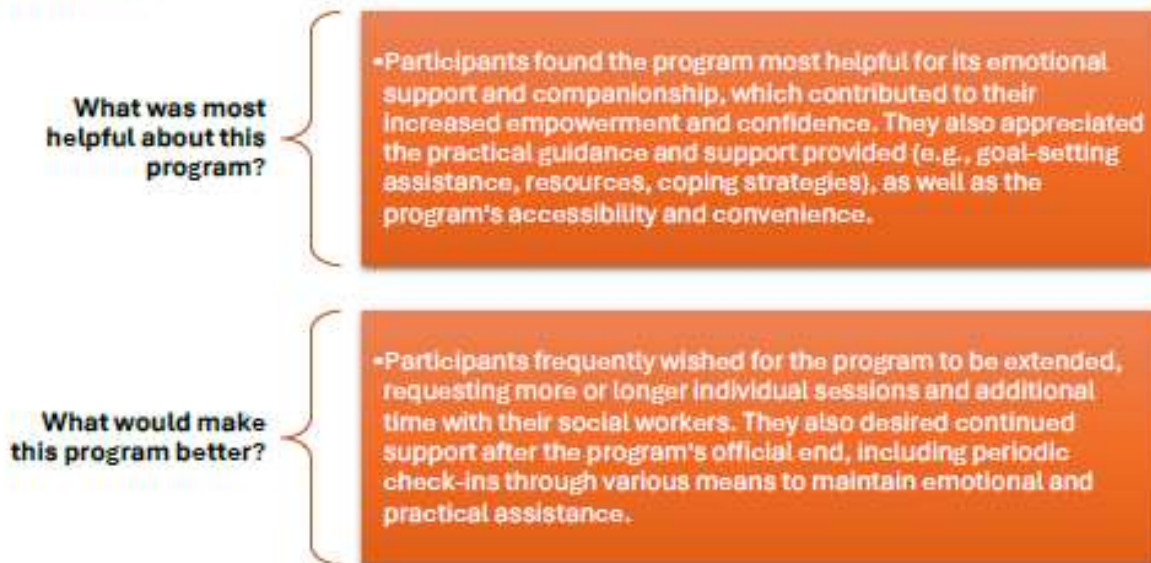 What was most
helpful about this
program?
•Participants found the program most helpful for its emotional
support and companionship, which contributed to their
increased empowerment and confidence. They also appreciated
the practical guidance and support provided (e.g., goal-setting
assistance, resources, coping strategies), as well as the
program's accessibility and convenience.
What would make
this program better?
•Participants frequently wished for the program to be extended,
requesting more or longer individual sessions and additional
time with their social workers. They also desired continued
support after the program's official end, including periodic
check-ins through various means to maintain emotional and
practical assistance.